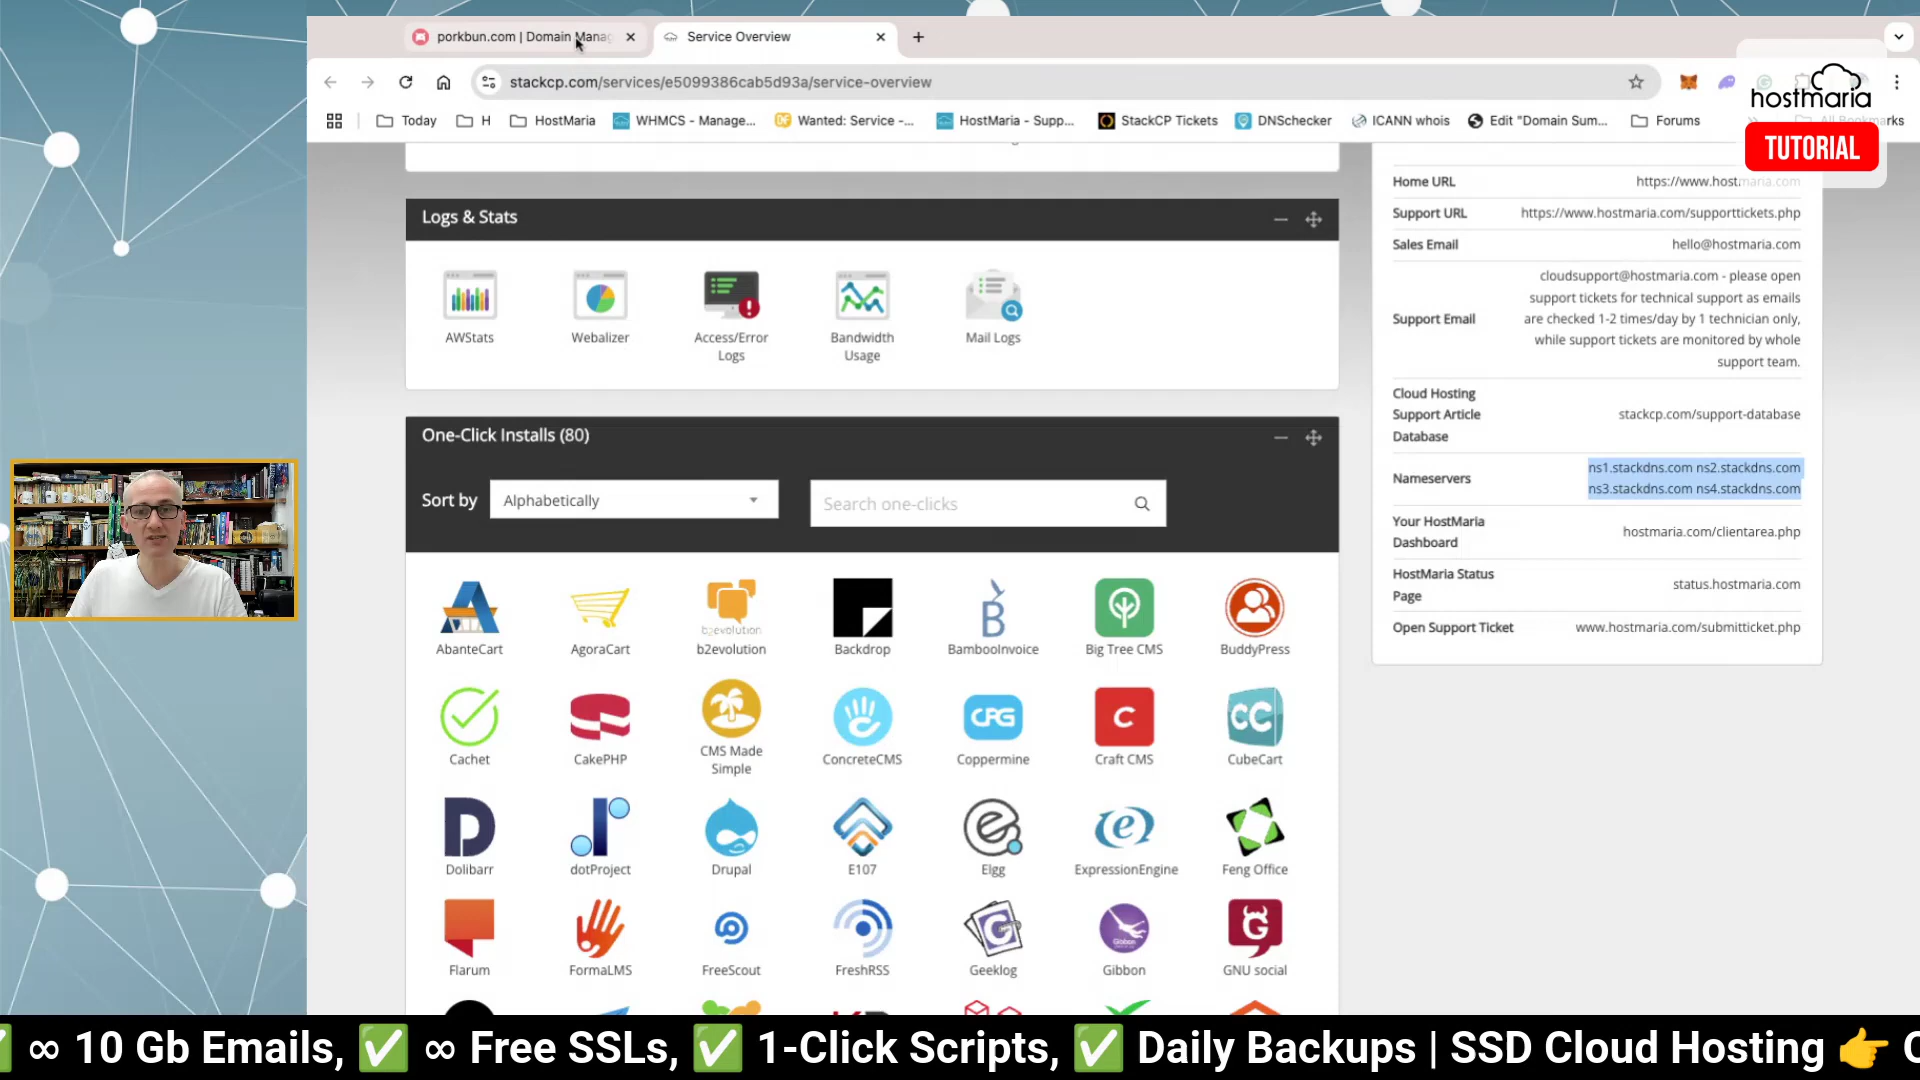 porkbun.com | Domain Manag
Service Overview
stackcp.com/services/e5099386cab5d93a/service-overview
Today
H
HostMaria
WHMCS - Manage...
Wanted: Service -...
HostMaria - Supp...
StackCP Tickets
DNSchecker
ICANN whois
Edit "Domain Sum...
Forums
All Bookmarks
hostmaria
TUTORIAL
Logs & Stats
AWStats
Webalizer
Access/Error
Logs
Bandwidth
Usage
Mail Logs
One-Click Installs (80)
Sort by
Alphabetically
Search one-clicks
AbanteCart
AgoraCart
b2evolution
b2evolution
Backdrop
BambooInvoice
Big Tree CMS
BuddyPress
Cachet
CakePHP
CMS Made
Simple
ConcreteCMS
CPG
Coppermine
Craft CMS
CubeCart
Dolibarr
dotProject
Drupal
E107
Elgg
ExpressionEngine
Feng Office
Flarum
FormaLMS
FreeScout
FreshRSS
Geeklog
Gibbon
Gibbon
GNU social
Home URL https://www.hostmaria.com
Support URL https://www.hostmaria.com/supporttickets.php
Sales Email hello@hostmaria.com
Support Email
cloudsupport@hostmaria.com - please open
support tickets for technical support as emails
are checked 1-2 times/day by 1 technician only,
while support tickets are monitored by whole
support team.
Cloud Hosting
Support Article
Database
stackcp.com/support-database
Nameservers
ns1.stackdns.com ns2.stackdns.com
ns3.stackdns.com ns4.stackdns.com
Your HostMaria
Dashboard
hostmaria.com/clientarea.php
HostMaria Status
Page
status.hostmaria.com
Open Support Ticket www.hostmaria.com/submitticket.php
✅ ∞ 10 Gb Emails, ✅ ∞ Free SSLs, ✅ 1-Click Scripts, ✅ Daily Backups | SSD Cloud Hosting 👉